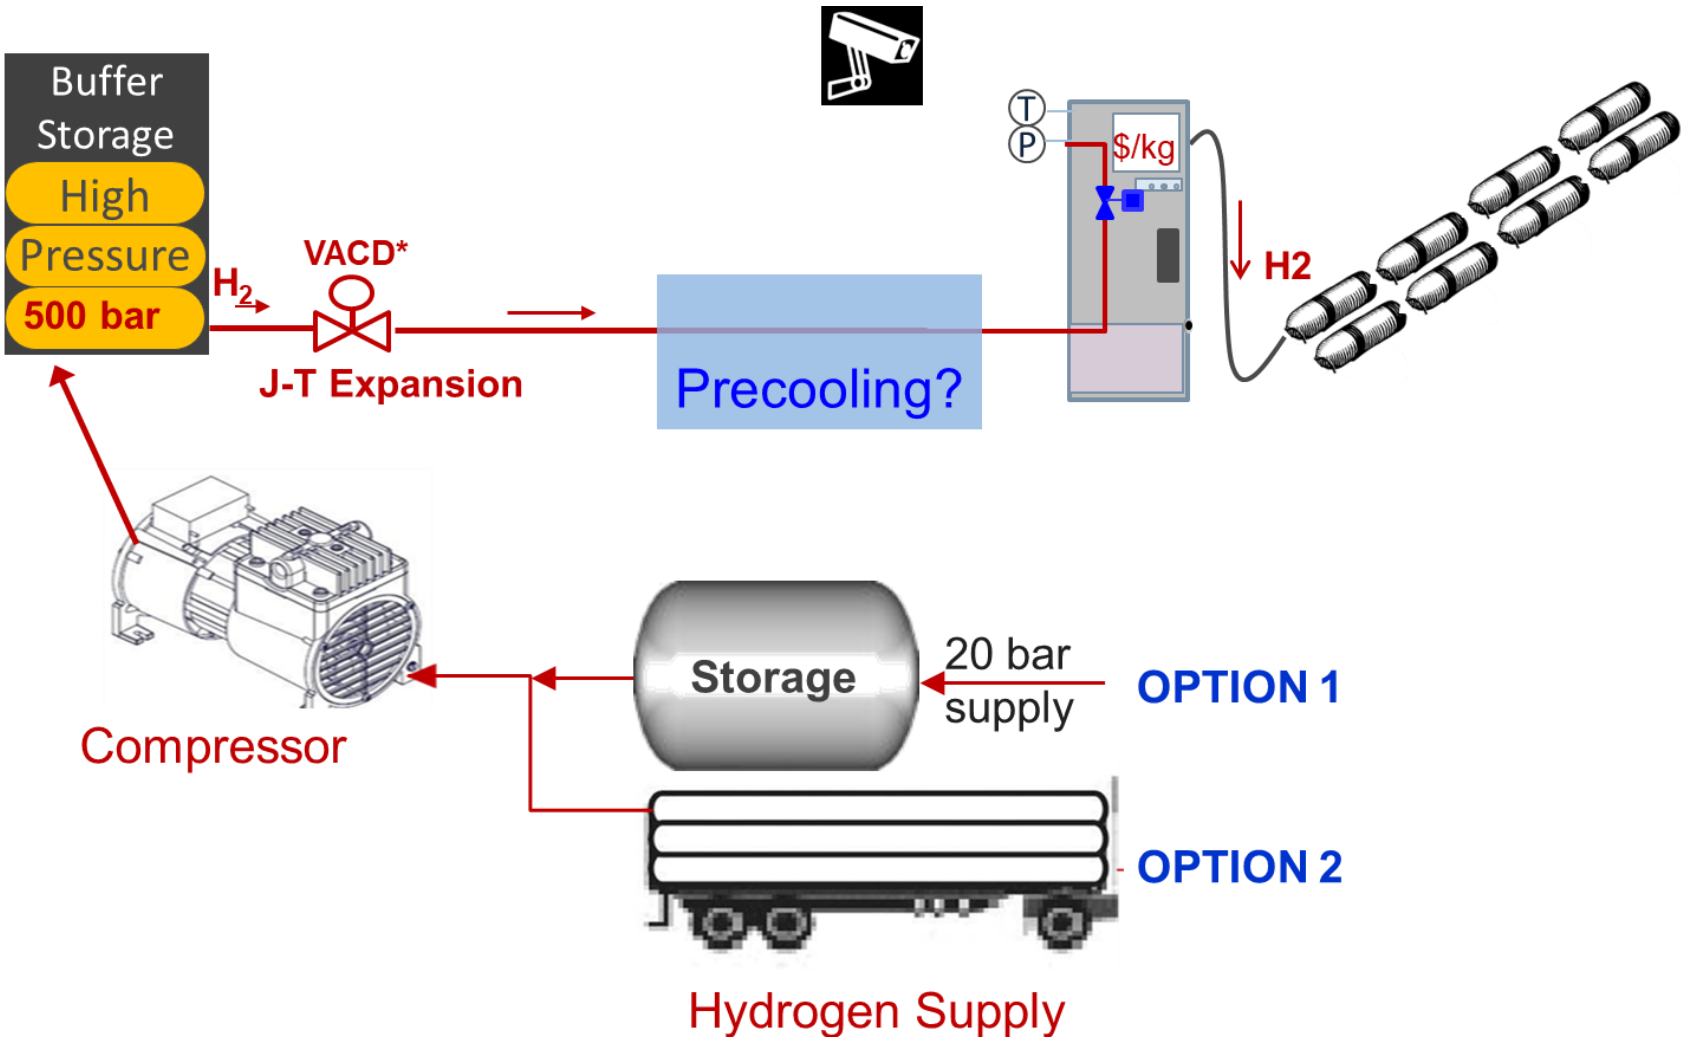 Buffer
Storage
High
Pressure
500 bar
H₂
VACD*
J-T Expansion
Precooling?
T
P
$/kg
H2
Compressor
Storage
20 bar
supply
OPTION 1
OPTION 2
Hydrogen Supply